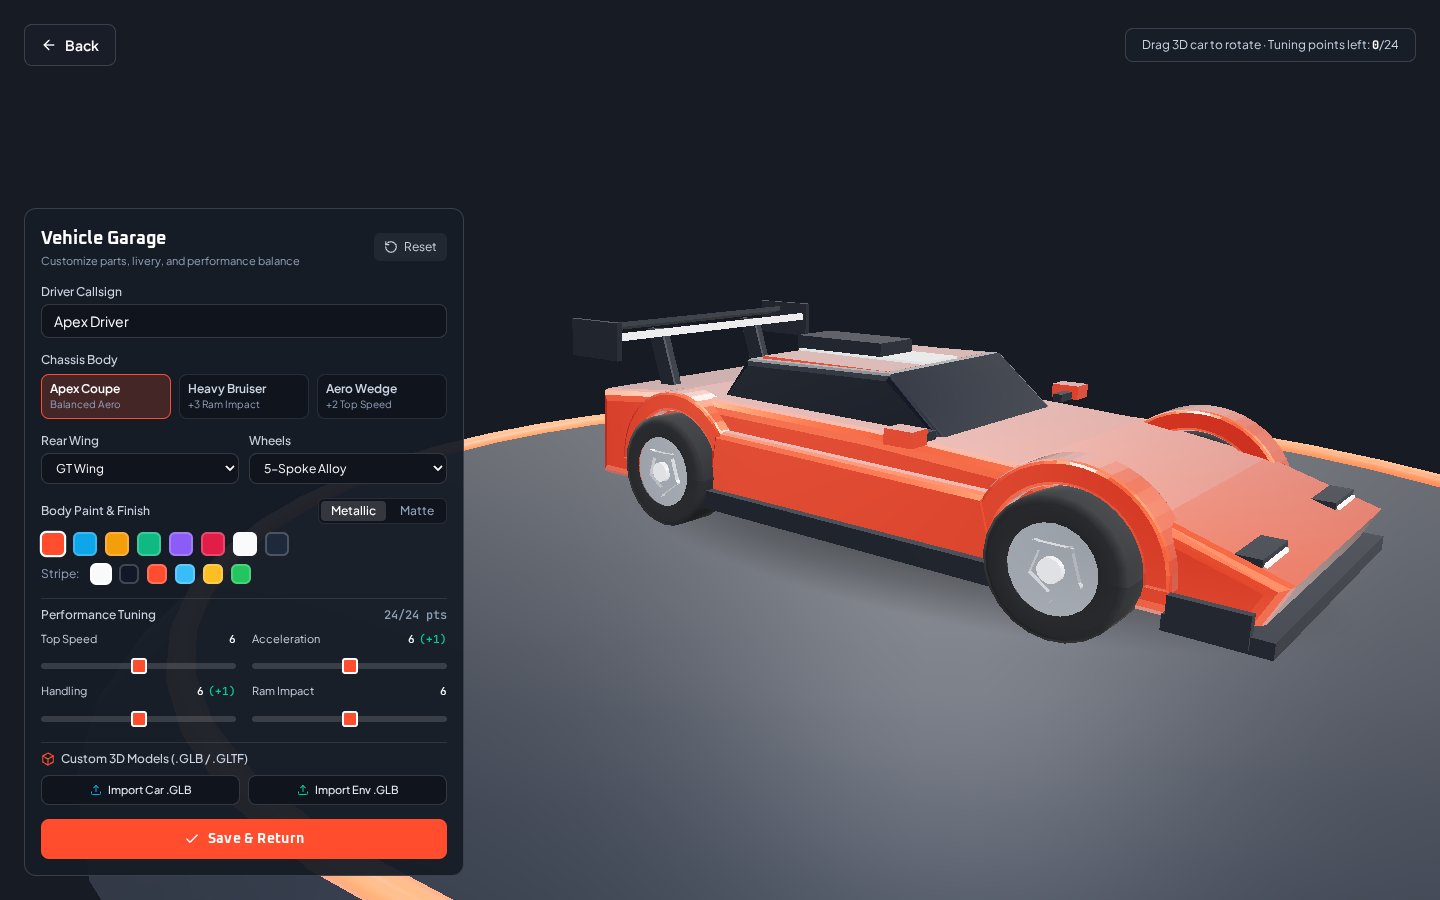 Back
Drag 3D car to rotate · Tuning points left: 0/24
Vehicle Garage
Customize parts, livery, and performance balance
Reset
Driver Callsign
Apex Driver
Chassis Body
Apex Coupe
Balanced Aero
Heavy Bruiser
+3 Ram Impact
Aero Wedge
+2 Top Speed
Rear Wing
GT Wing
Wheels
5-Spoke Alloy
Body Paint & Finish
Metallic
Matte
Stripe:
Performance Tuning
24/24 pts
Top Speed 6
Acceleration 6 (+1)
Handling 6 (+1)
Ram Impact 6
Custom 3D Models (.GLB / .GLTF)
Import Car .GLB
Import Env .GLB
Save & Return